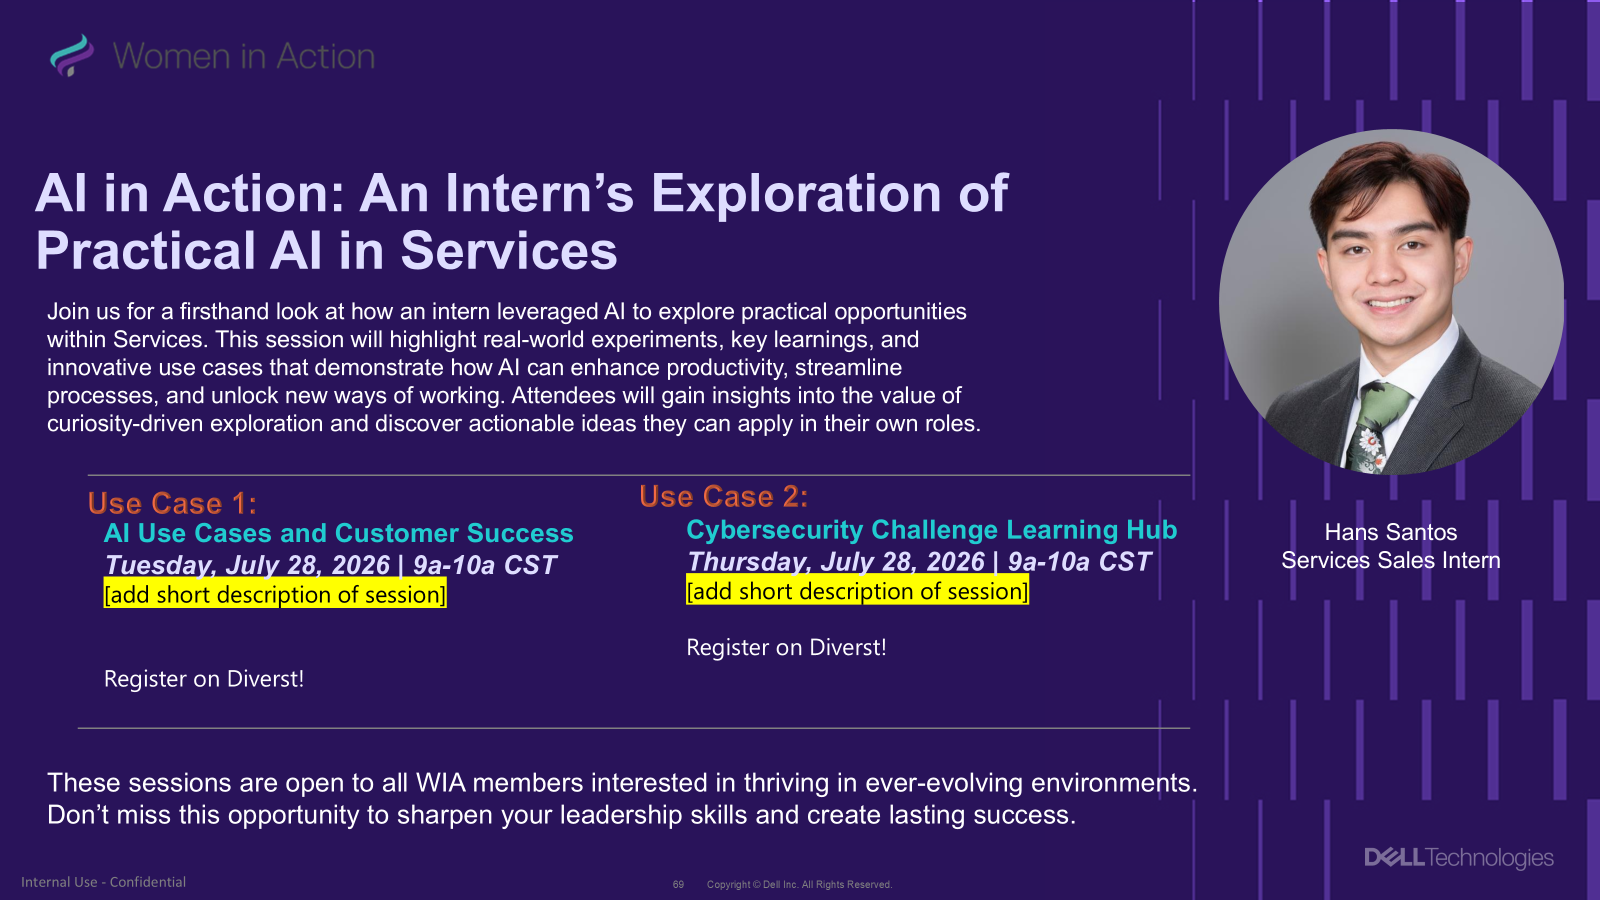 Women in Action
AI in Action: An Intern’s Exploration of
Practical AI in Services
Join us for a firsthand look at how an intern leveraged AI to explore practical opportunities
within Services. This session will highlight real-world experiments, key learnings, and
innovative use cases that demonstrate how AI can enhance productivity, streamline
processes, and unlock new ways of working. Attendees will gain insights into the value of
curiosity-driven exploration and discover actionable ideas they can apply in their own roles.
Use Case 1:
AI Use Cases and Customer Success
Tuesday, July 28, 2026 | 9a-10a CST
[add short description of session]
Register on Diverst!
Use Case 2:
Cybersecurity Challenge Learning Hub
Thursday, July 28, 2026 | 9a-10a CST
[add short description of session]
Register on Diverst!
Hans Santos
Services Sales Intern
These sessions are open to all WIA members interested in thriving in ever-evolving environments.
Don’t miss this opportunity to sharpen your leadership skills and create lasting success.
DELL Technologies
Internal Use - Confidential
69
Copyright © Dell Inc. All Rights Reserved.